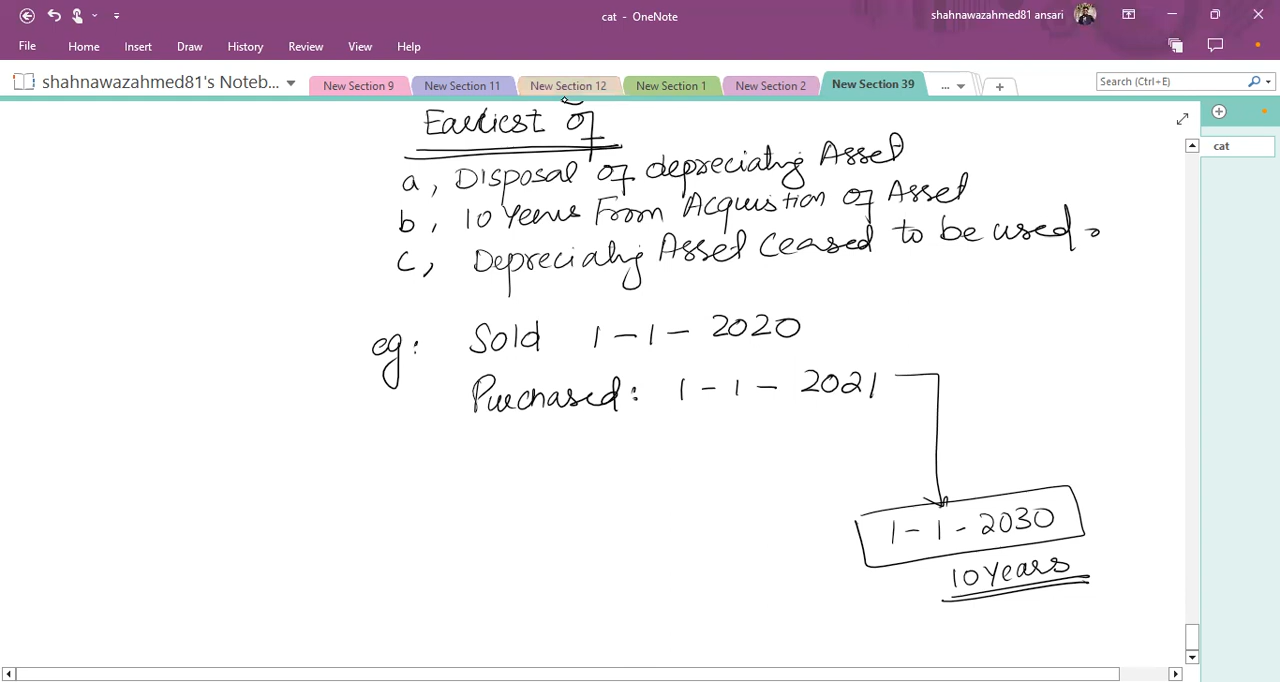 cat - OneNote
shahnawazahmed81 ansari
File Home Insert Draw History Review View Help
shahnawazahmed81's Noteb... New Section 9 New Section 11 New Section 12 New Section 1 New Section 2 New Section 39 ... Search (Ctrl+E)
cat
Earliest of
a, Disposal of depreciating Asset
b, 10 Years From Acquistion of Asset
c, Depreciating Asset Ceased to be used.
eg: Sold 1-1-2020
Purchased: 1-1-2021
1-1-2030
10 Years